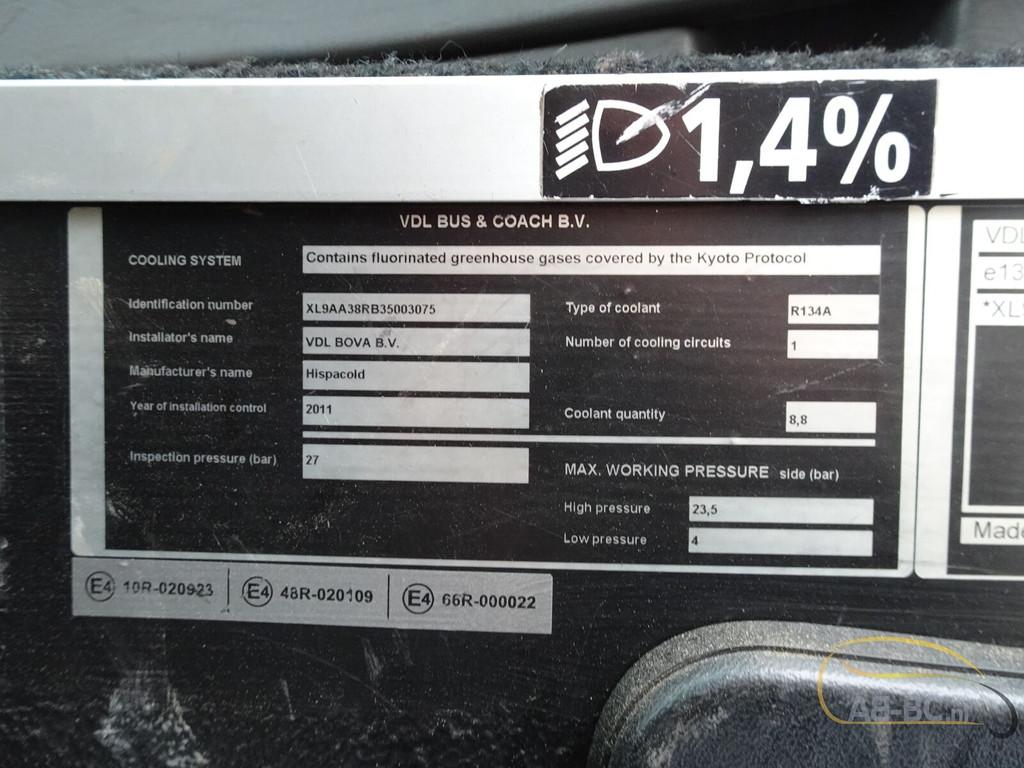 1,4%
VDL BUS & COACH B.V.
COOLING SYSTEM Contains fluorinated greenhouse gases covered by the Kyoto Protocol
Identification number XL9AA38RB35003075 Type of coolant R134A
Installator's name VDL BOVA B.V. Number of cooling circuits 1
Manufacturer's name Hispacold
Year of installation control 2011 Coolant quantity 8,8
Inspection pressure (bar) 27
MAX. WORKING PRESSURE side (bar)
High pressure 23,5
Low pressure 4
E4 10R-020923 E4 48R-020109 E4 66R-000022
VDL
e13
*XL
Made
AB-BC.nl